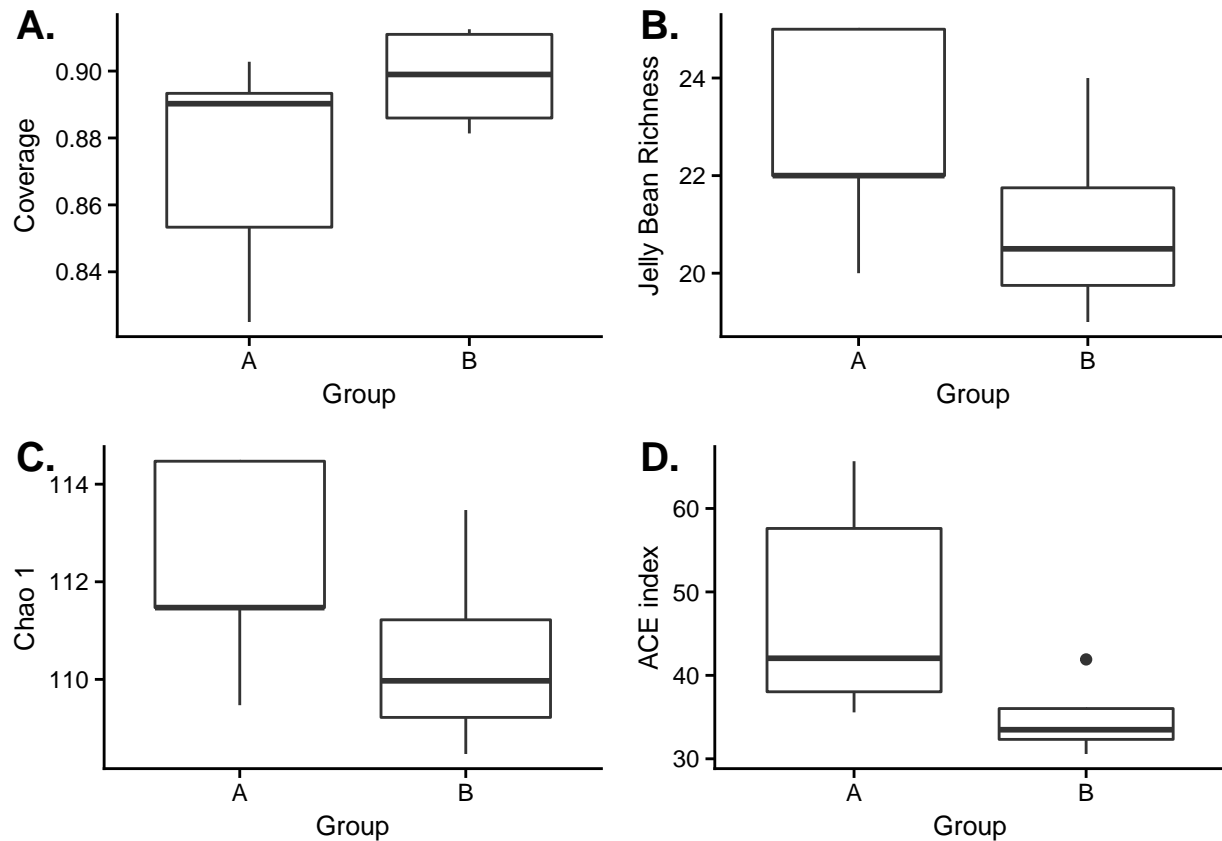 A.
Coverage
0.90
0.88
0.86
0.84
A B
Group
B.
Jelly Bean Richness
24
22
20
A B
Group
C.
Chao 1
114
112
110
A B
Group
D.
ACE index
60
50
40
30
A B
Group